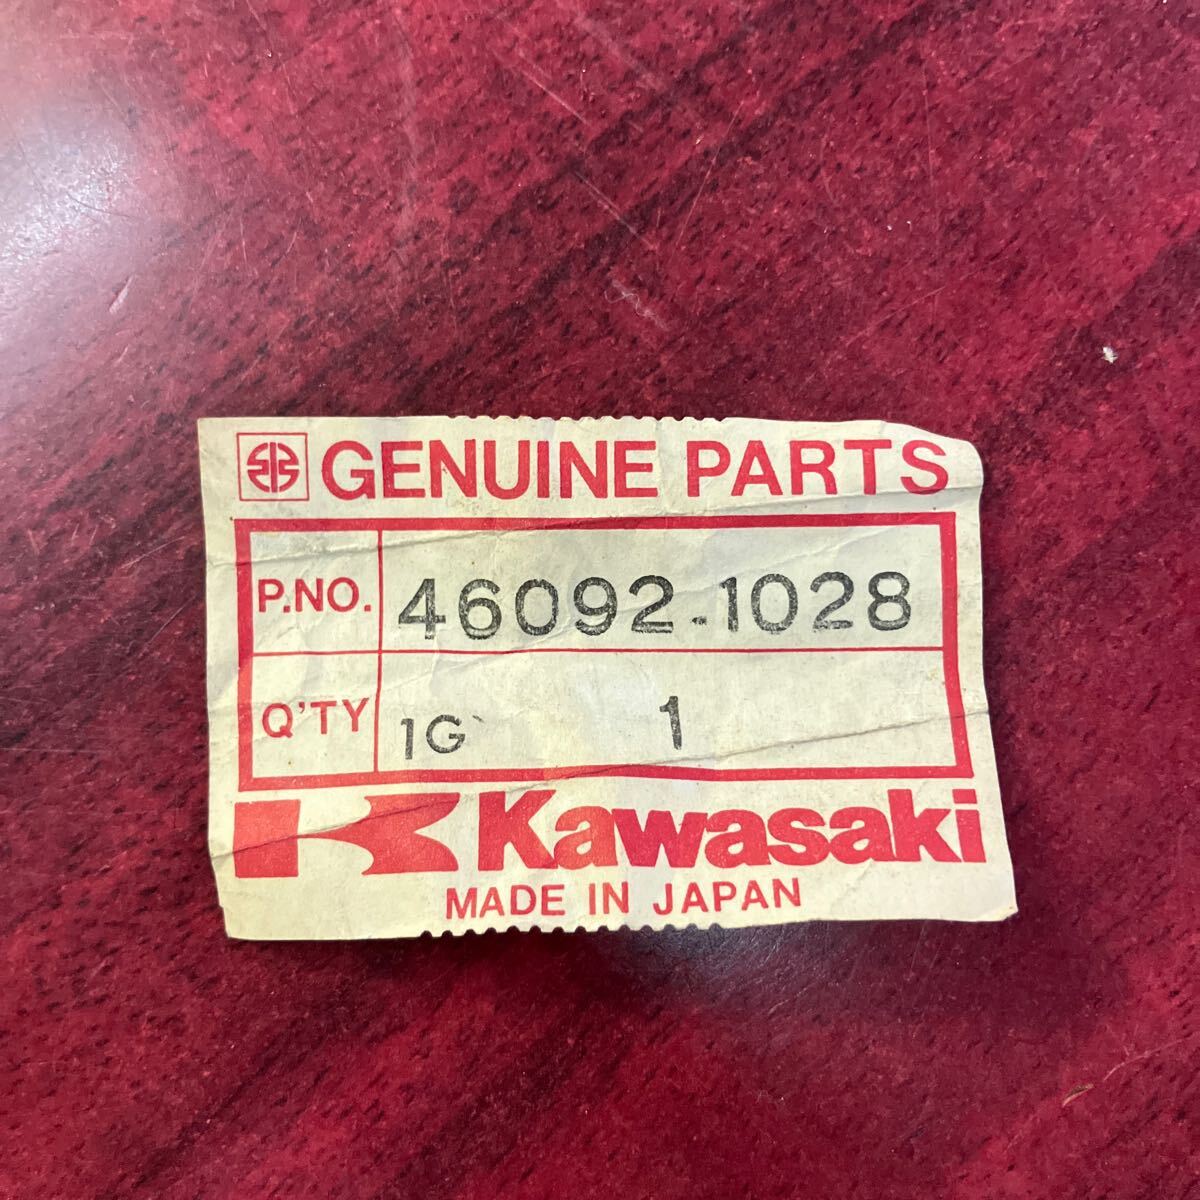 GENUINE PARTS
P.NO. 46092-1028
Q'TY 1G 1
Kawasaki
MADE IN JAPAN